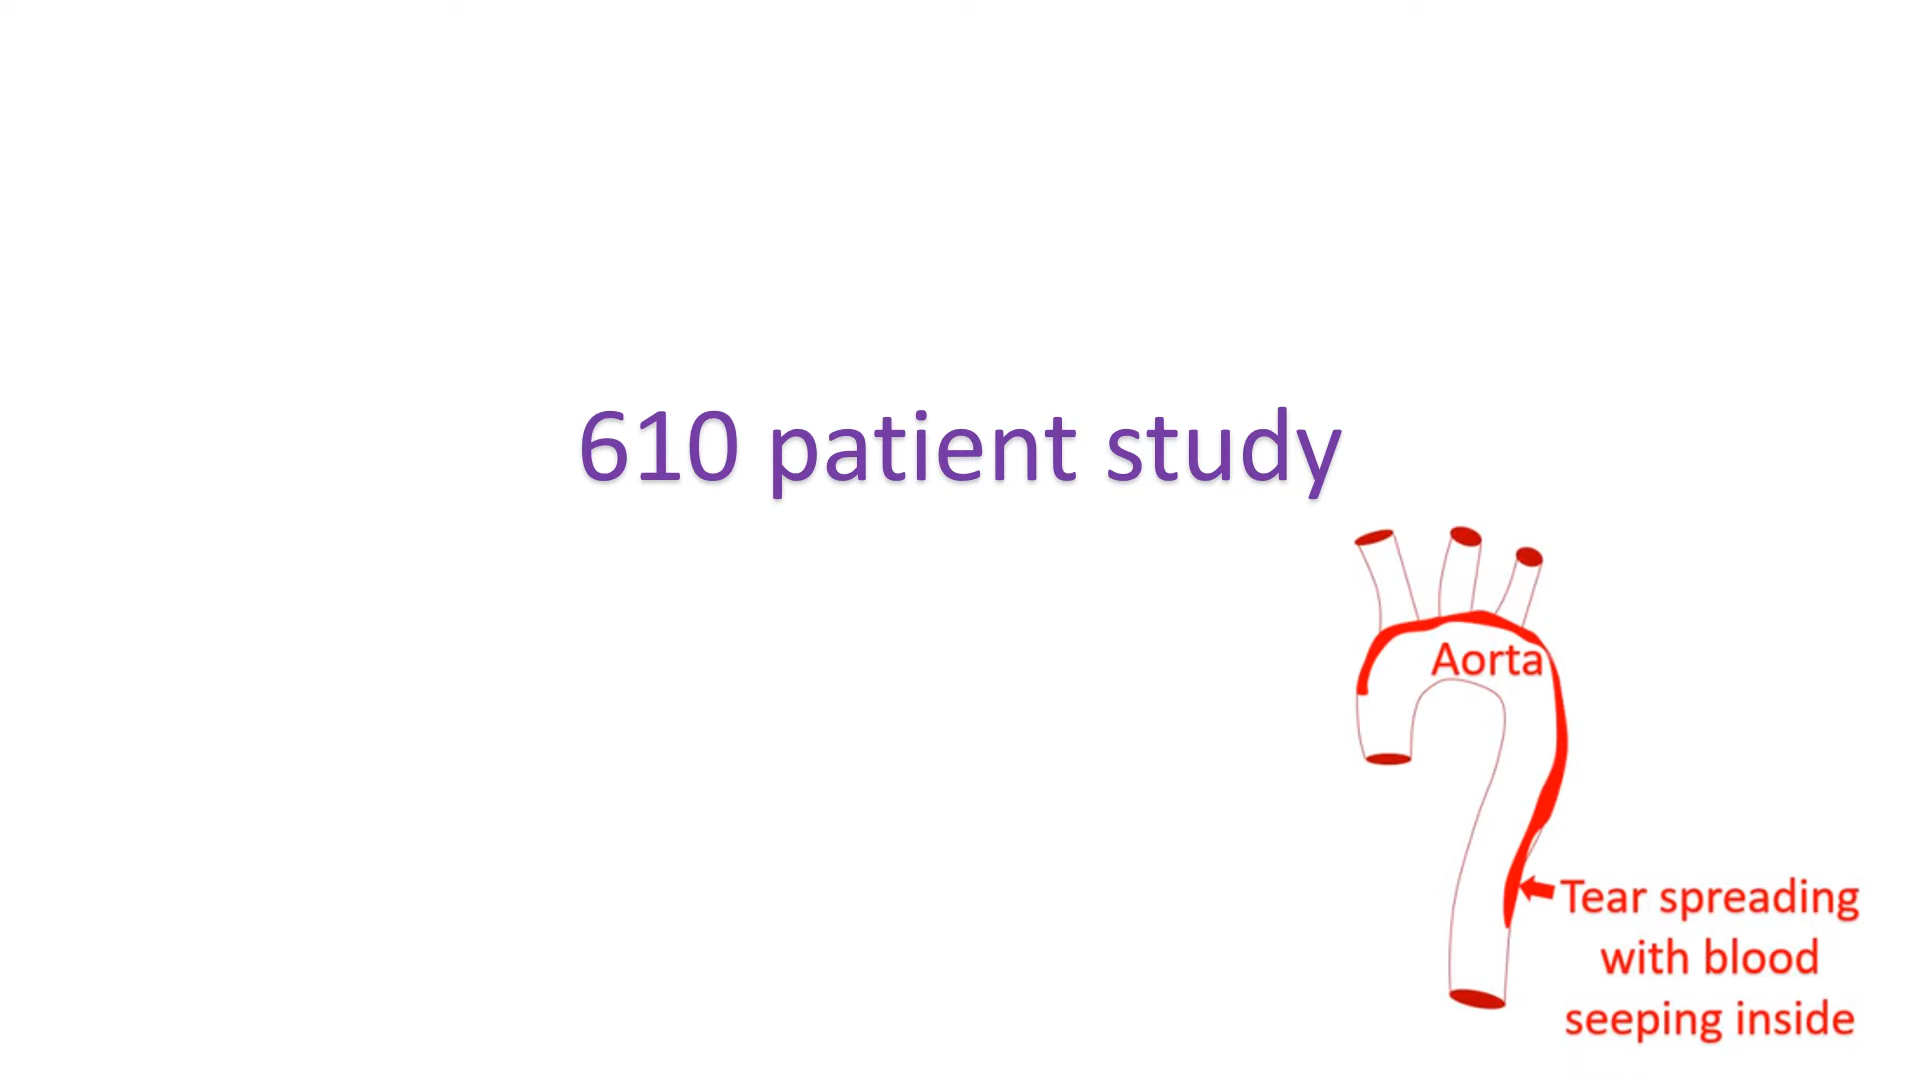 610 patient study
Aorta
Tear spreading
with blood
seeping inside